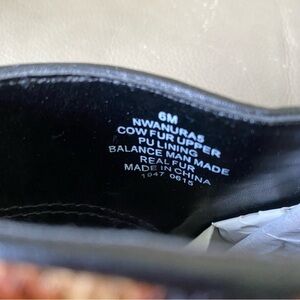 6M
NWANURAS
COW FUR UPPER
PU LINING
BALANCE MAN MADE
REAL FUR
MADE IN CHINA
1047 0615